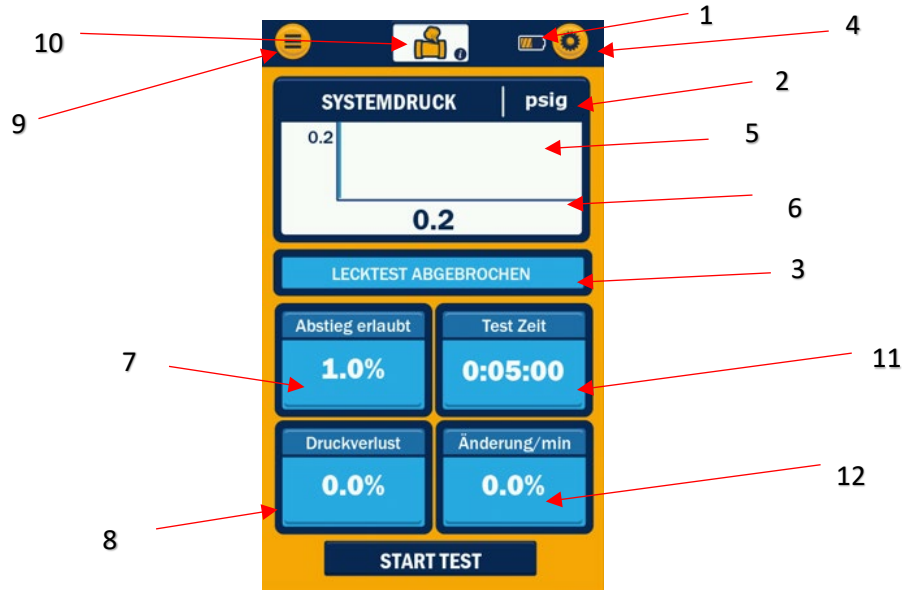 1
10
4
2
SYSTEMDRUCK | psig
9
0.2
5
6
0.2
3
LECKTEST ABGEBROCHEN
Abstieg erlaubt
Test Zeit
7
1.0%
0:05:00
11
Druckverlust
Änderung/min
0.0%
0.0%
12
8
START TEST